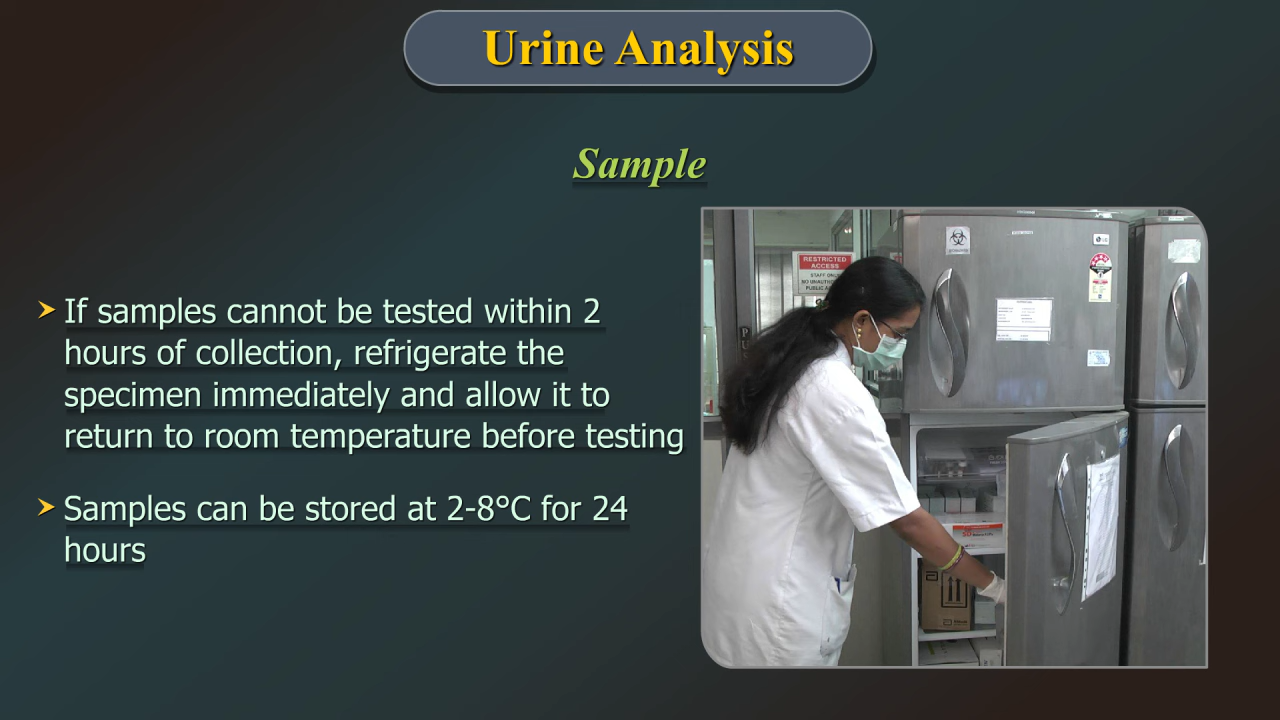 Urine Analysis
Sample
If samples cannot be tested within 2
hours of collection, refrigerate the
specimen immediately and allow it to
return to room temperature before testing
Samples can be stored at 2-8°C for 24
hours
RESTRICTED
ACCESS
STAFF ONLY